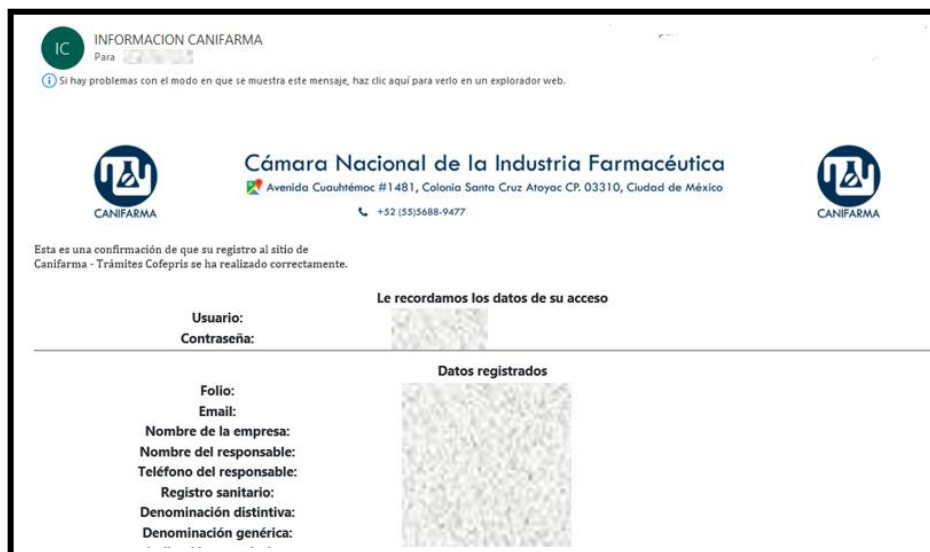 IC
INFORMACION CANIFARMA
Para
Si hay problemas con el modo en que se muestra este mensaje, haz clic aquí para verlo en un explorador web.
CANIFARMA
Cámara Nacional de la Industria Farmacéutica
Avenida Cuauhtémoc #1481, Colonia Santa Cruz Atoyac CP. 03310, Ciudad de México
+52 (55)5688-9477
CANIFARMA
Esta es una confirmación de que su registro al sitio de
Canifarma - Trámites Cofepris se ha realizado correctamente.
Le recordamos los datos de su acceso
Usuario:
Contraseña:
Datos registrados
Folio:
Email:
Nombre de la empresa:
Nombre del responsable:
Teléfono del responsable:
Registro sanitario:
Denominación distintiva:
Denominación genérica: